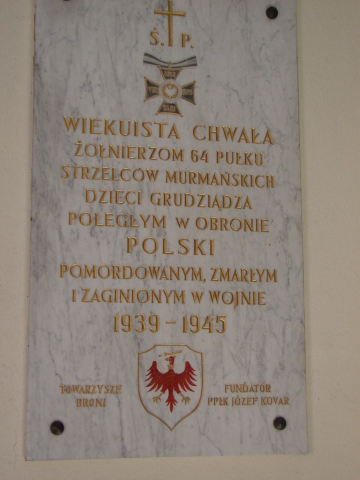 Ś. P.
WIEKUISTA CHWAŁA
ŻOŁNIERZOM 64 PUŁKU
STRZELCÓW MURMAŃSKICH
DZIECI GRUDZIĄDZA
POLEGŁYM W OBRONIE
POLSKI
POMORDOWANYM, ZMARŁYM
I ZAGINIONYM W WOJNIE
1939-1945
TOWARZYSZE
BRONI
FUNDATOR
PPŁK JÓZEF KOVAR